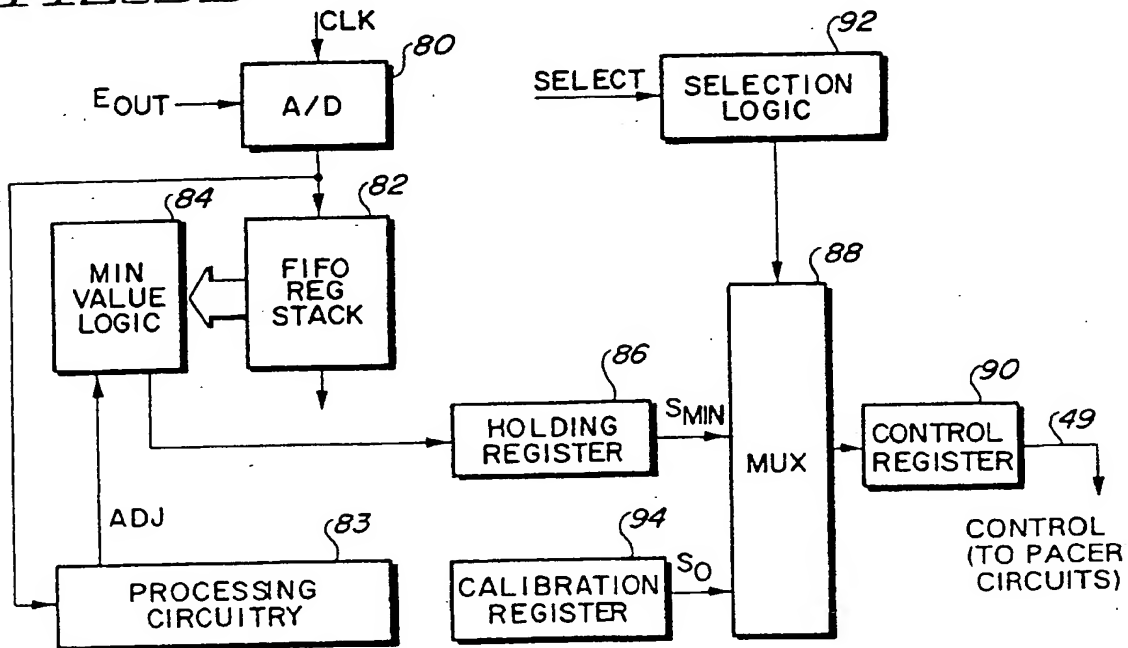 CLK
80
92
EOUT
A/D
SELECT
SELECTION
LOGIC
84
82
88
MIN
VALUE
LOGIC
FIFO
REG
STACK
86
90
HOLDING
REGISTER
SMIN
MUX
CONTROL
REGISTER
49
ADJ
83
94
CONTROL
(TO PACER
CIRCUITS)
PROCESSING
CIRCUITRY
CALIBRATION
REGISTER
SO